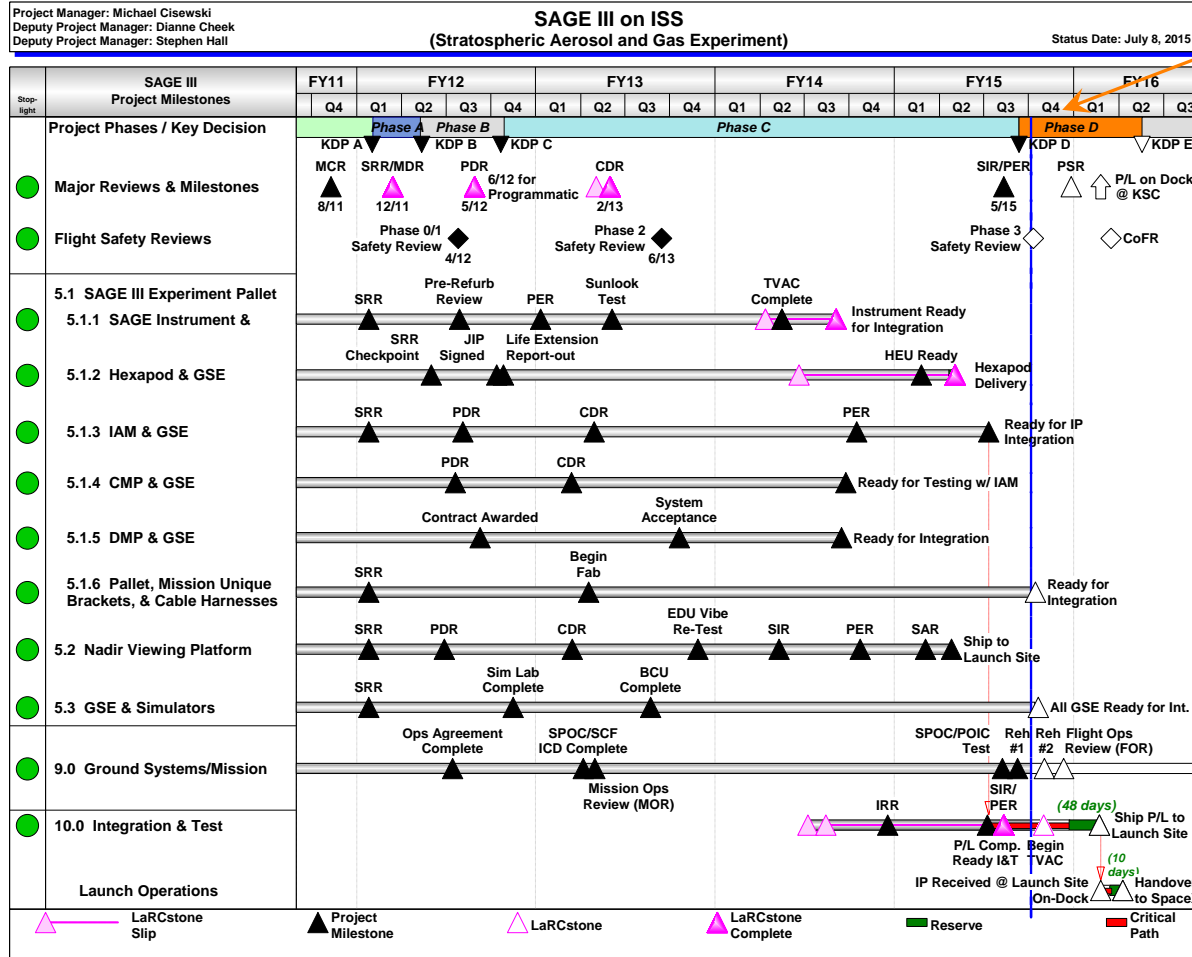 Project Manager: Michael Cisewski
Deputy Project Manager: Dianne Cheek
Deputy Project Manager: Stephen Hall
SAGE III on ISS
(Stratospheric Aerosol and Gas Experiment)
Status Date: July 8, 2015
Stop-
light
SAGE III
Project Milestones
FY11 FY12 FY13 FY14 FY15 FY16
Q4 Q1 Q2 Q3 Q4 Q1 Q2 Q3 Q4 Q1 Q2 Q3 Q4 Q1 Q2 Q3 Q4 Q1 Q2 Q3
Project Phases / Key Decision
Phase A Phase B Phase C Phase D
KDP A KDP B KDP C KDP D KDP E
Major Reviews & Milestones
MCR
8/11
SRR/MDR
12/11
PDR
5/12
6/12 for
Programmatic
CDR
2/13
SIR/PER
5/15
PSR
P/L on Dock
@ KSC
Flight Safety Reviews
Phase 0/1
Safety Review
4/12
Phase 2
Safety Review
6/13
Phase 3
Safety Review
CoFR
5.1 SAGE III Experiment Pallet
5.1.1 SAGE Instrument &
SRR
Pre-Refurb
Review
PER
Sunlook
Test
TVAC
Complete
Instrument Ready
for Integration
5.1.2 Hexapod & GSE
SRR
Checkpoint
JIP
Signed
Life Extension
Report-out
HEU Ready
Hexapod
Delivery
5.1.3 IAM & GSE
SRR
PDR
CDR
PER
Ready for IP
Integration
5.1.4 CMP & GSE
PDR
CDR
Ready for Testing w/ IAM
5.1.5 DMP & GSE
Contract Awarded
System
Acceptance
Ready for Integration
5.1.6 Pallet, Mission Unique
Brackets, & Cable Harnesses
SRR
Begin
Fab
Ready for
Integration
5.2 Nadir Viewing Platform
SRR
PDR
CDR
EDU Vibe
Re-Test
SIR
PER
SAR
Ship to
Launch Site
5.3 GSE & Simulators
SRR
Sim Lab
Complete
BCU
Complete
All GSE Ready for Int.
9.0 Ground Systems/Mission
Ops Agreement
Complete
SPOC/SCF
ICD Complete
Mission Ops
Review (MOR)
SPOC/POIC
Test
Reh
#1
Reh
#2
Flight Ops
Review (FOR)
10.0 Integration & Test
IRR
SIR/
PER
P/L Comp.
Ready I&T
Begin
TVAC
(48 days)
Ship P/L to
Launch Site
Launch Operations
IP Received @ Launch Site
On-Dock
(10
days)
Handover
to Space
LaRCstone
Slip
Project
Milestone
LaRCstone
LaRCstone
Complete
Reserve
Critical
Path